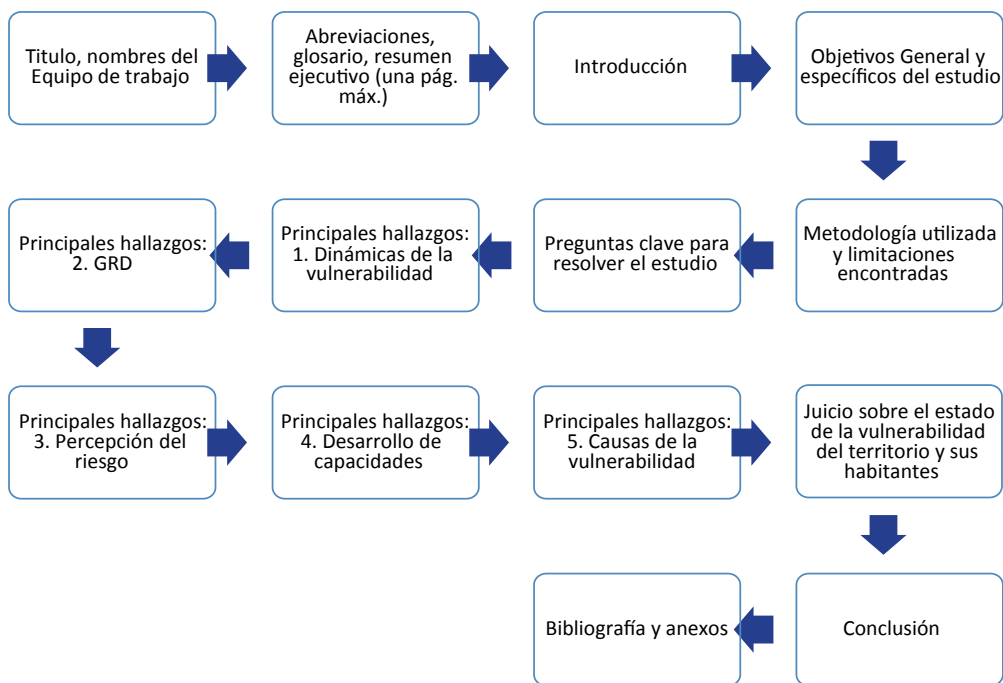 Titulo, nombres del
Equipo de trabajo
Abreviaciones,
glosario, resumen
ejecutivo (una pág.
máx.)
Introducción
Objetivos General y
específicos del estudio
Metodología utilizada
y limitaciones
encontradas
Preguntas clave para
resolver el estudio
Principales hallazgos:
1. Dinámicas de la
vulnerabilidad
Principales hallazgos:
2. GRD
Principales hallazgos:
3. Percepción del
riesgo
Principales hallazgos:
4. Desarrollo de
capacidades
Principales hallazgos:
5. Causas de la
vulnerabilidad
Juicio sobre el estado
de la vulnerabilidad
del territorio y sus
habitantes
Conclusión
Bibliografía y anexos